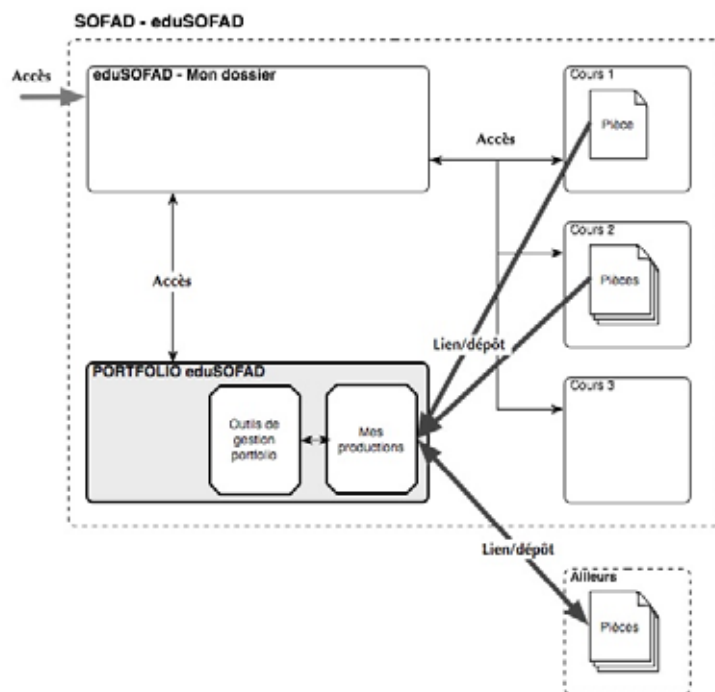 SOFAD - eduSOFAD
Accès
eduSOFAD - Mon dossier
Cours 1
Pièce
Accès
Cours 2
Pièces
Accès
Lien/dépôt
PORTFOLIO eduSOFAD
Cours 3
Outils de
gestion
portfolio
Mes
productions
Lien/dépôt
Ailleurs
Pièces